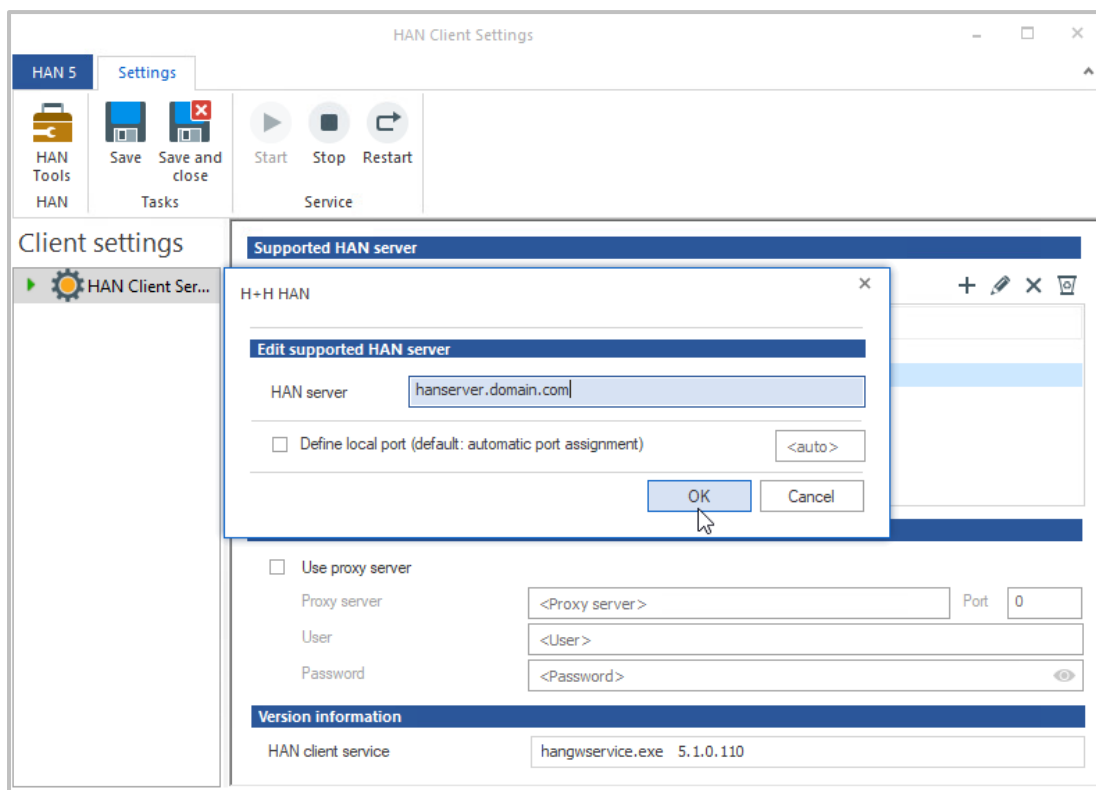 HAN Client Settings
HAN 5
Settings
HAN Tools
Save
Save and close
Start
Stop
Restart
HAN
Tasks
Service
Client settings
HAN Client Ser...
Supported HAN server
H+H HAN
Edit supported HAN server
HAN server
hanserver.domain.com
Define local port (default: automatic port assignment)
<auto>
OK
Cancel
Use proxy server
Proxy server
<Proxy server>
Port
0
User
<User>
Password
<Password>
Version information
HAN client service
hangwservice.exe 5.1.0.110